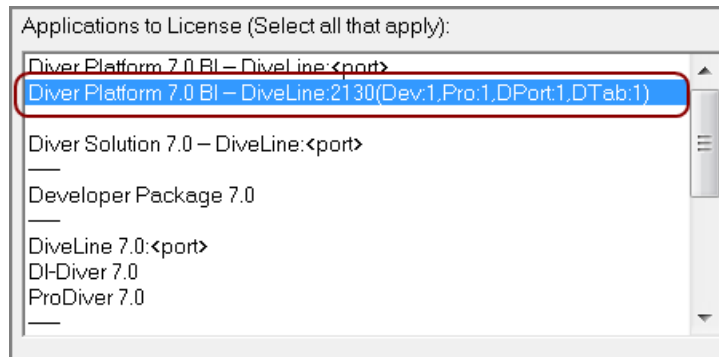 Applications to License (Select all that apply):
Diver Platform 7.0 BI – DiveLine:<port>
Diver Platform 7.0 BI – DiveLine:2130(Dev:1,Pro:1,DPort:1,DTab:1)
Diver Solution 7.0 – DiveLine:<port>
—
Developer Package 7.0
—
DiveLine 7.0:<port>
DI-Diver 7.0
ProDiver 7.0
—